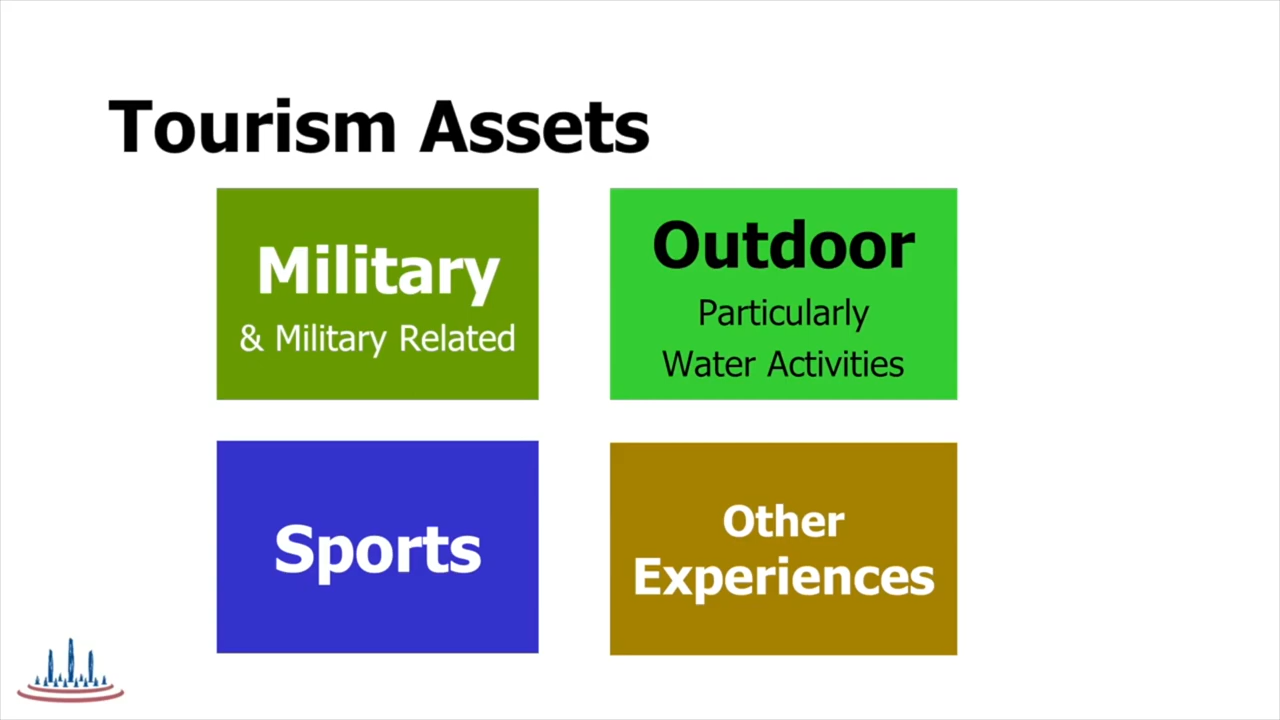 Tourism Assets
Military
& Military Related
Outdoor
Particularly
Water Activities
Sports
Other
Experiences